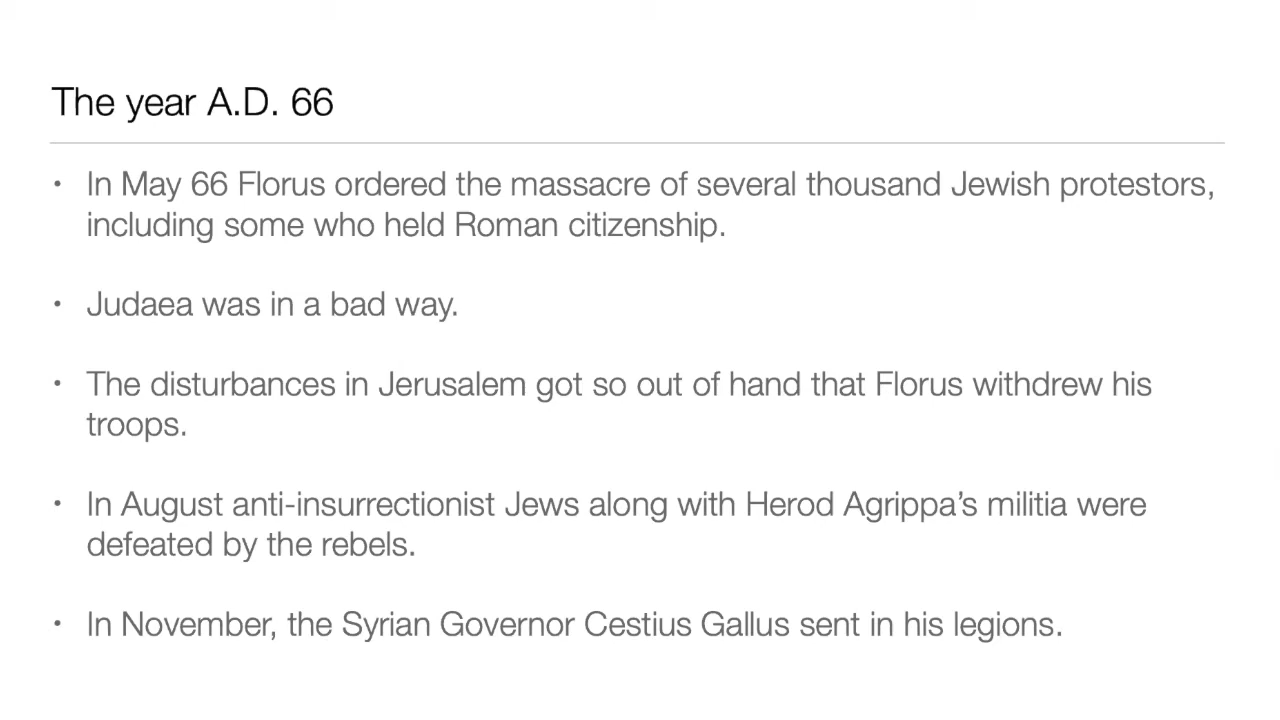 The year A.D. 66
• In May 66 Florus ordered the massacre of several thousand Jewish protestors,
including some who held Roman citizenship.
• Judaea was in a bad way.
• The disturbances in Jerusalem got so out of hand that Florus withdrew his
troops.
• In August anti-insurrectionist Jews along with Herod Agrippa’s militia were
defeated by the rebels.
• In November, the Syrian Governor Cestius Gallus sent in his legions.